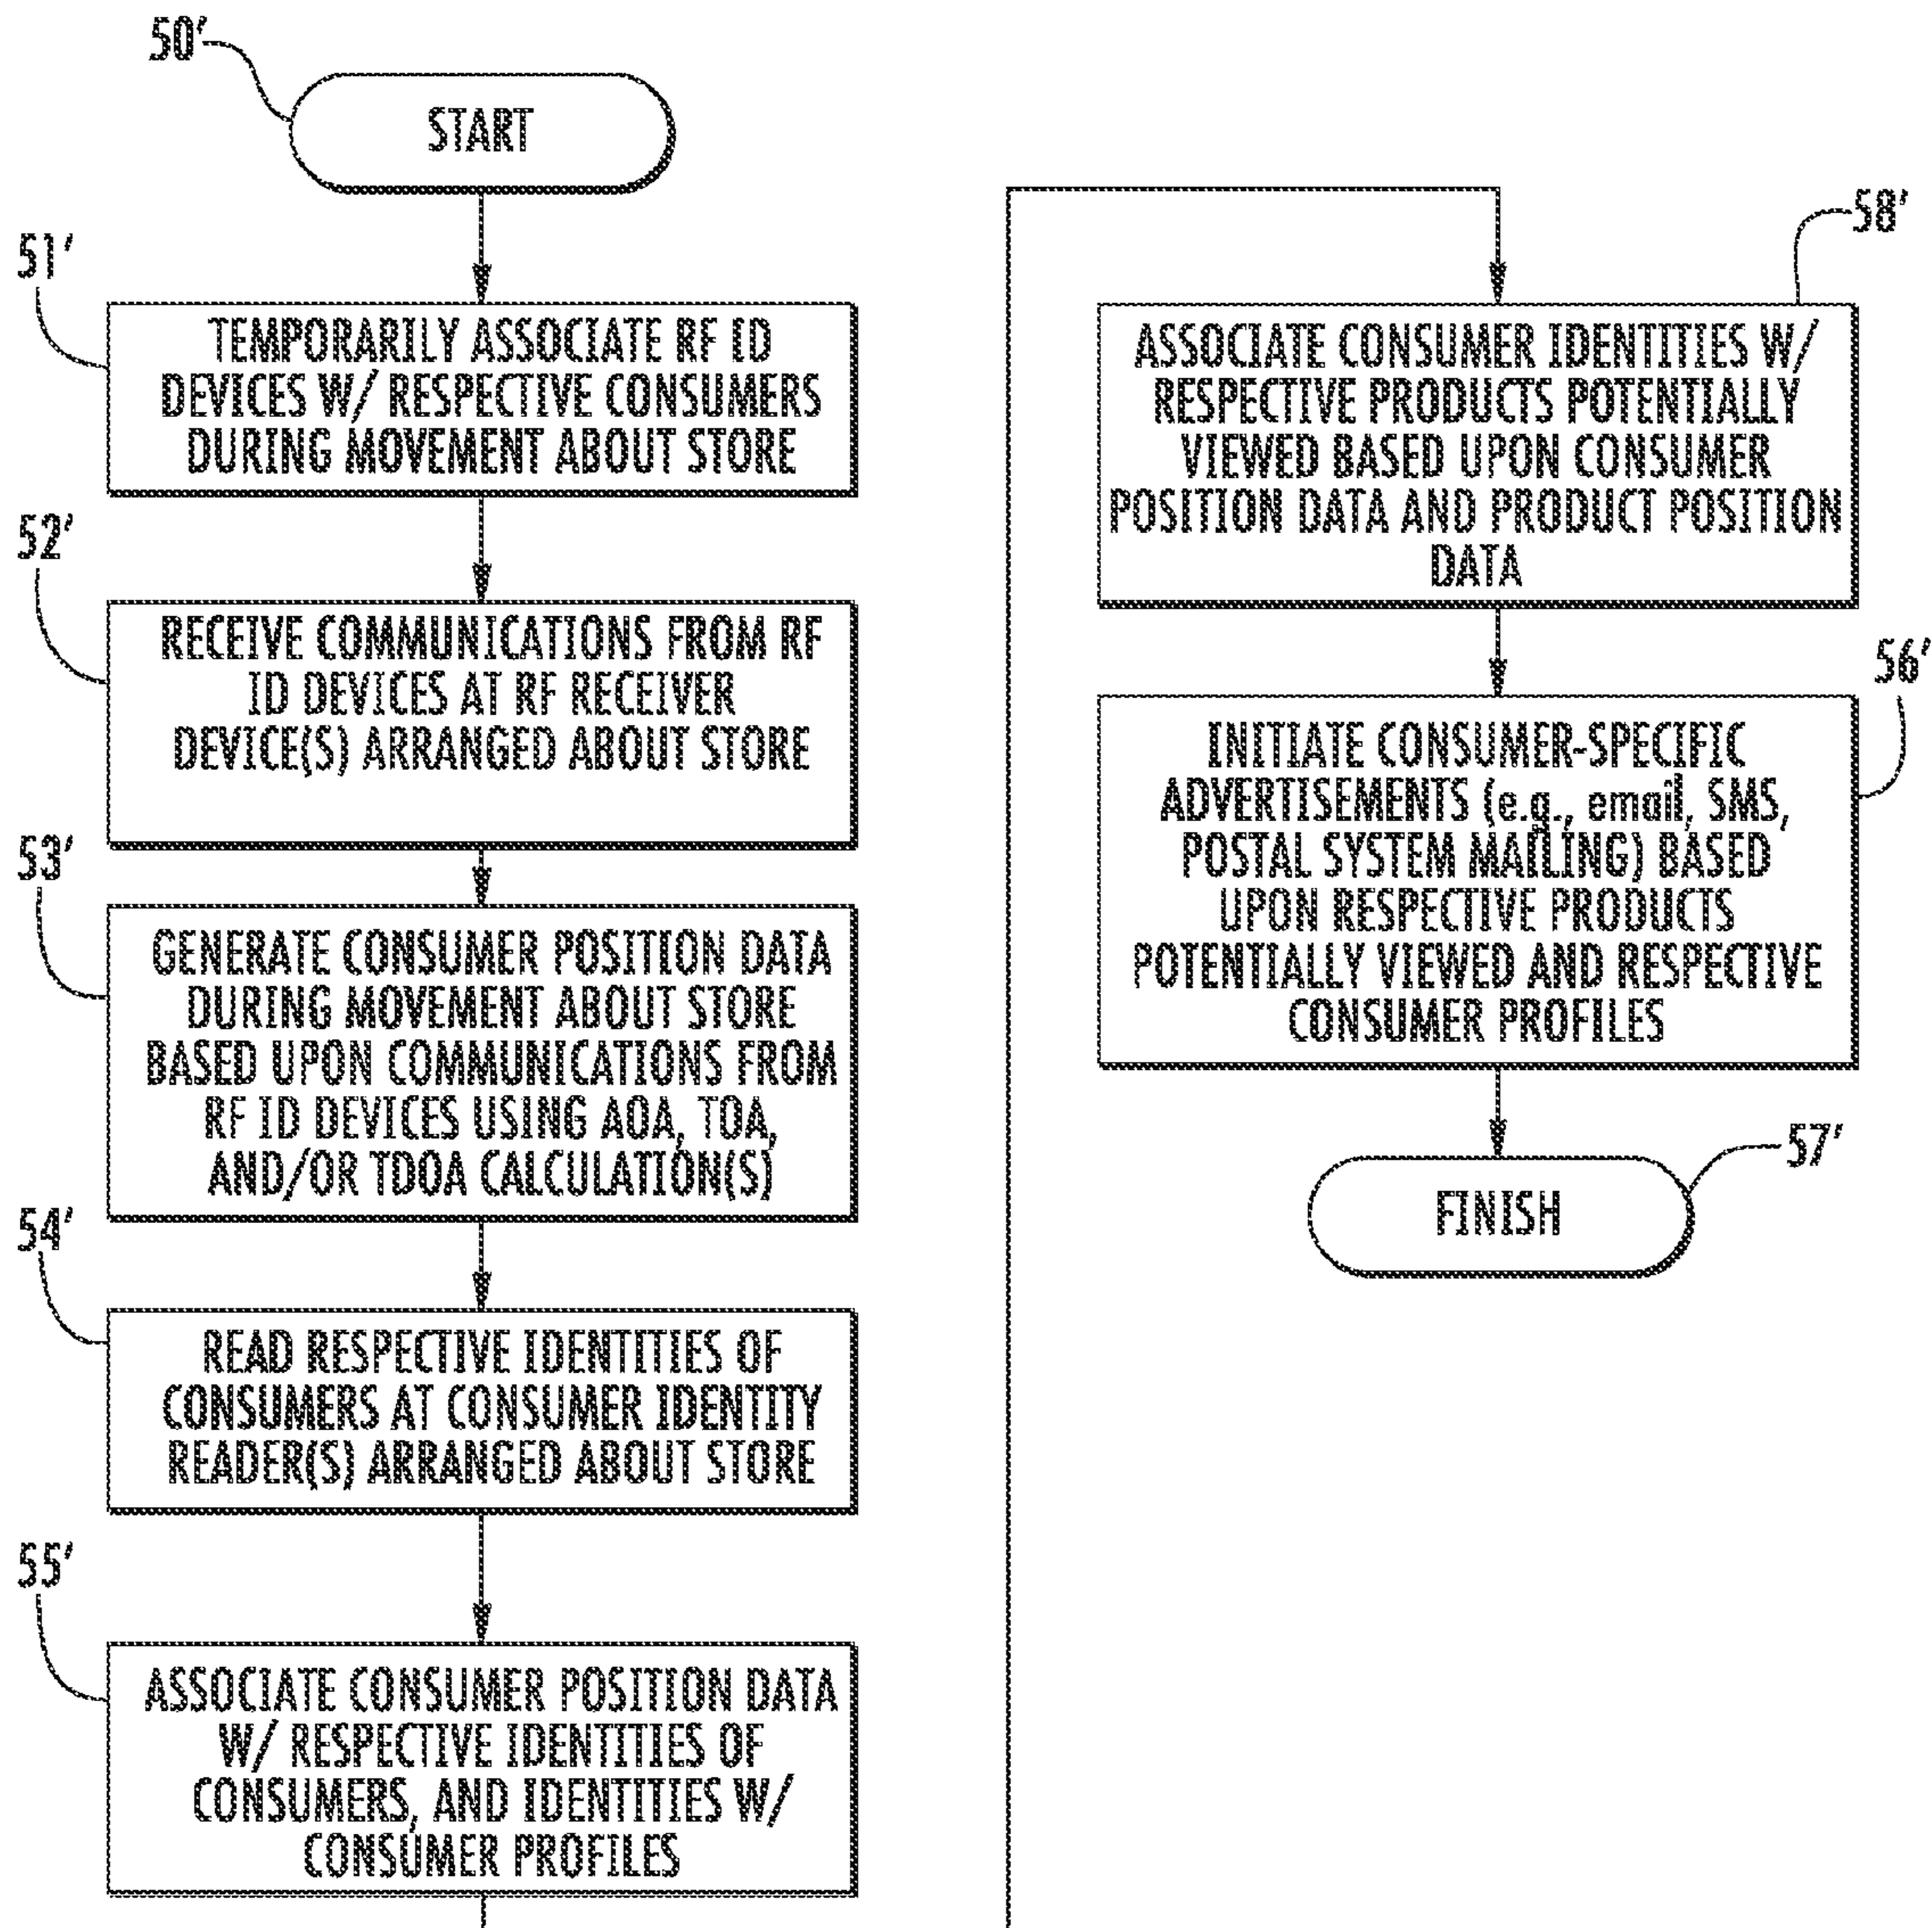 50'
START
51'
TEMPORARILY ASSOCIATE RF ID
DEVICES W/ RESPECTIVE CONSUMERS
DURING MOVEMENT ABOUT STORE
52'
RECEIVE COMMUNICATIONS FROM RF
ID DEVICES AT RF RECEIVER
DEVICE(S) ARRANGED ABOUT STORE
53'
GENERATE CONSUMER POSITION DATA
DURING MOVEMENT ABOUT STORE
BASED UPON COMMUNICATIONS FROM
RF ID DEVICES USING AOA, TOA,
AND/OR TDOA CALCULATION(S)
54'
READ RESPECTIVE IDENTITIES OF
CONSUMERS AT CONSUMER IDENTITY
READER(S) ARRANGED ABOUT STORE
55'
ASSOCIATE CONSUMER POSITION DATA
W/ RESPECTIVE IDENTITIES OF
CONSUMERS, AND IDENTITIES W/
CONSUMER PROFILES
58'
ASSOCIATE CONSUMER IDENTITIES W/
RESPECTIVE PRODUCTS POTENTIALLY
VIEWED BASED UPON CONSUMER
POSITION DATA AND PRODUCT POSITION
DATA
56'
INITIATE CONSUMER-SPECIFIC
ADVERTISEMENTS (e.g., email, SMS,
POSTAL SYSTEM MAILING) BASED
UPON RESPECTIVE PRODUCTS
POTENTIALLY VIEWED AND RESPECTIVE
CONSUMER PROFILES
57'
FINISH